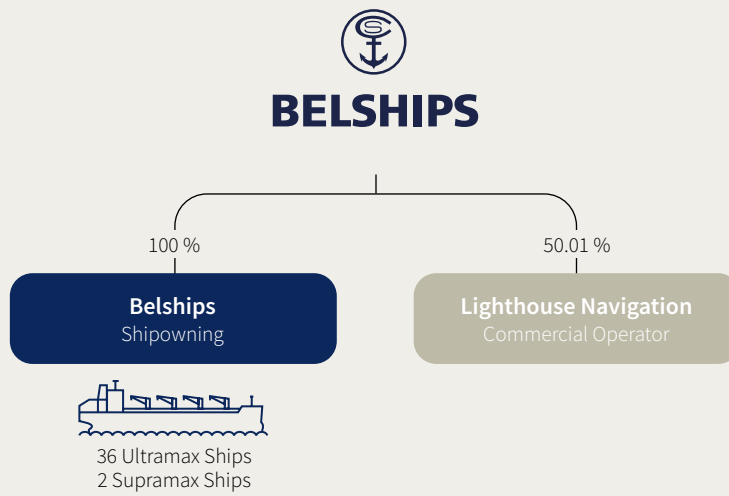 BELSHIPS
100 %
50.01 %
Belships
Shipowning
Lighthouse Navigation
Commercial Operator
36 Ultramax Ships
2 Supramax Ships